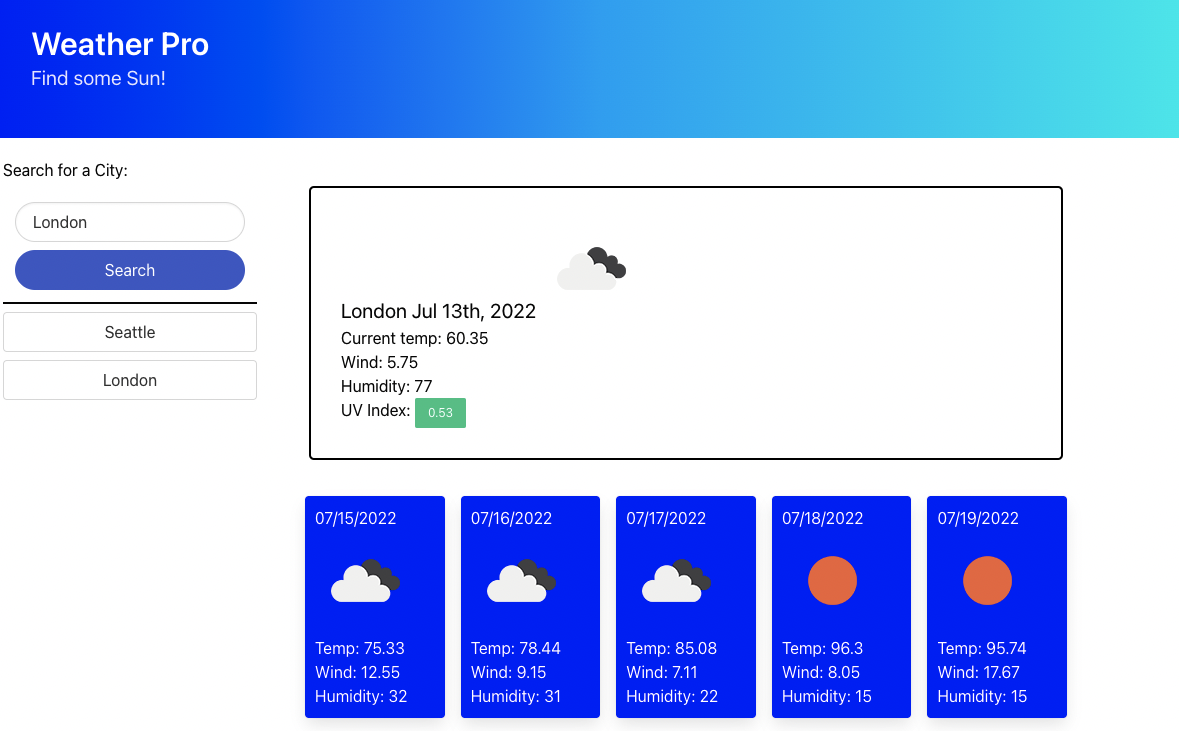 Weather Pro
Find some Sun!
Search for a City:
London
Search
Seattle
London
London Jul 13th, 2022
Current temp: 60.35
Wind: 5.75
Humidity: 77
UV Index: 0.53
07/15/2022
Temp: 75.33
Wind: 12.55
Humidity: 32
07/16/2022
Temp: 78.44
Wind: 9.15
Humidity: 31
07/17/2022
Temp: 85.08
Wind: 7.11
Humidity: 22
07/18/2022
Temp: 96.3
Wind: 8.05
Humidity: 15
07/19/2022
Temp: 95.74
Wind: 17.67
Humidity: 15